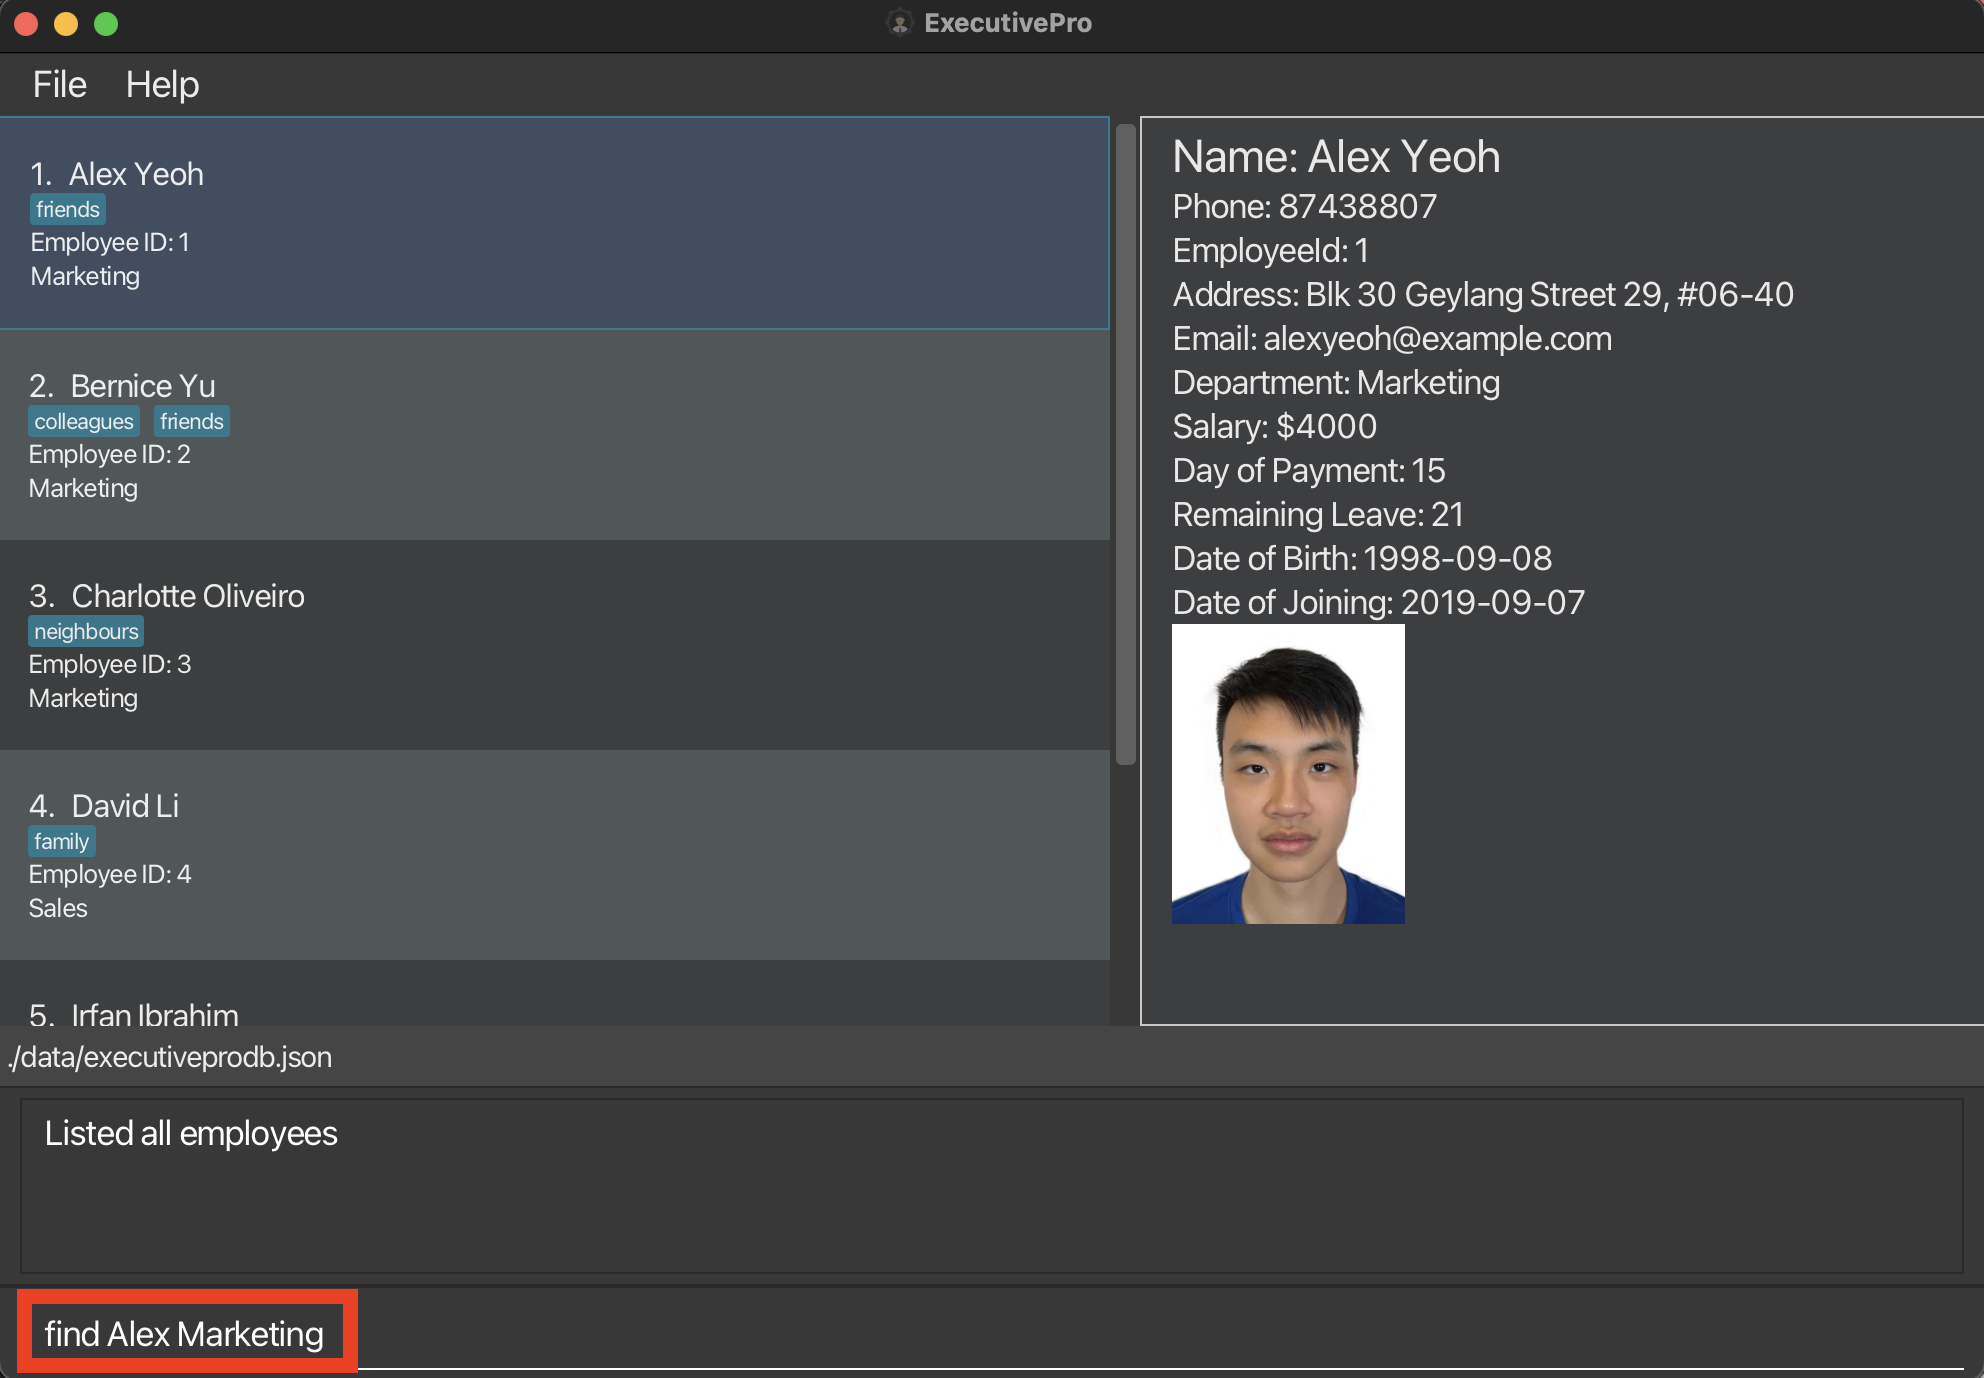 ExecutivePro
File Help
1. Alex Yeoh
friends
Employee ID: 1
Marketing
2. Bernice Yu
colleagues friends
Employee ID: 2
Marketing
3. Charlotte Oliveiro
neighbours
Employee ID: 3
Marketing
4. David Li
family
Employee ID: 4
Sales
5. Irfan Ibrahim
Name: Alex Yeoh
Phone: 87438807
EmployeeId: 1
Address: Blk 30 Geylang Street 29, #06-40
Email: alexyeoh@example.com
Department: Marketing
Salary: $4000
Day of Payment: 15
Remaining Leave: 21
Date of Birth: 1998-09-08
Date of Joining: 2019-09-07
./data/executiveprodb.json
Listed all employees
find Alex Marketing